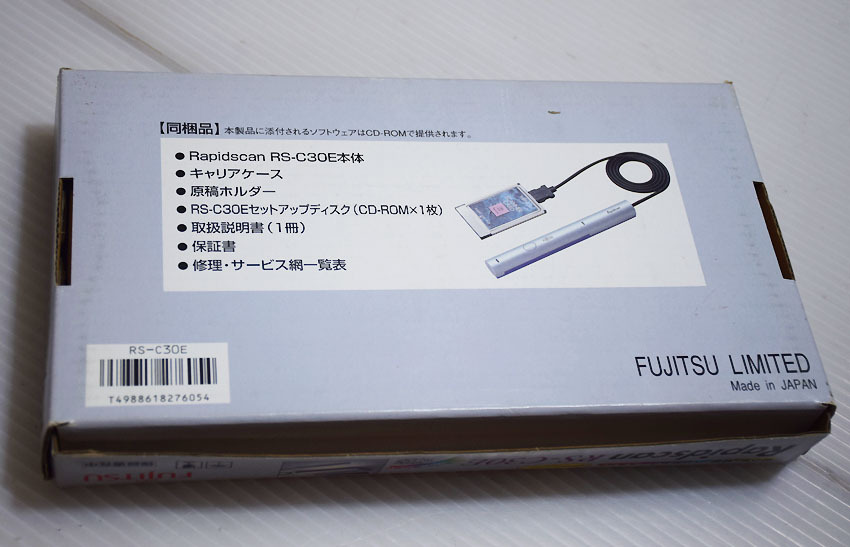 【同梱品】本製品に添付されるソフトウェアはCD-ROMで提供されます。
● Rapidscan RS-C30E本体
● キャリアケース
● 原稿ホルダー
● RS-C30Eセットアップディスク（CD-ROM×1枚）
● 取扱説明書（1冊）
● 保証書
● 修理・サービス網一覧表
RS-C30E
T4988618276054
FUJITSU LIMITED
Made in JAPAN
Rapidscan RS-C30E
FUJITSU